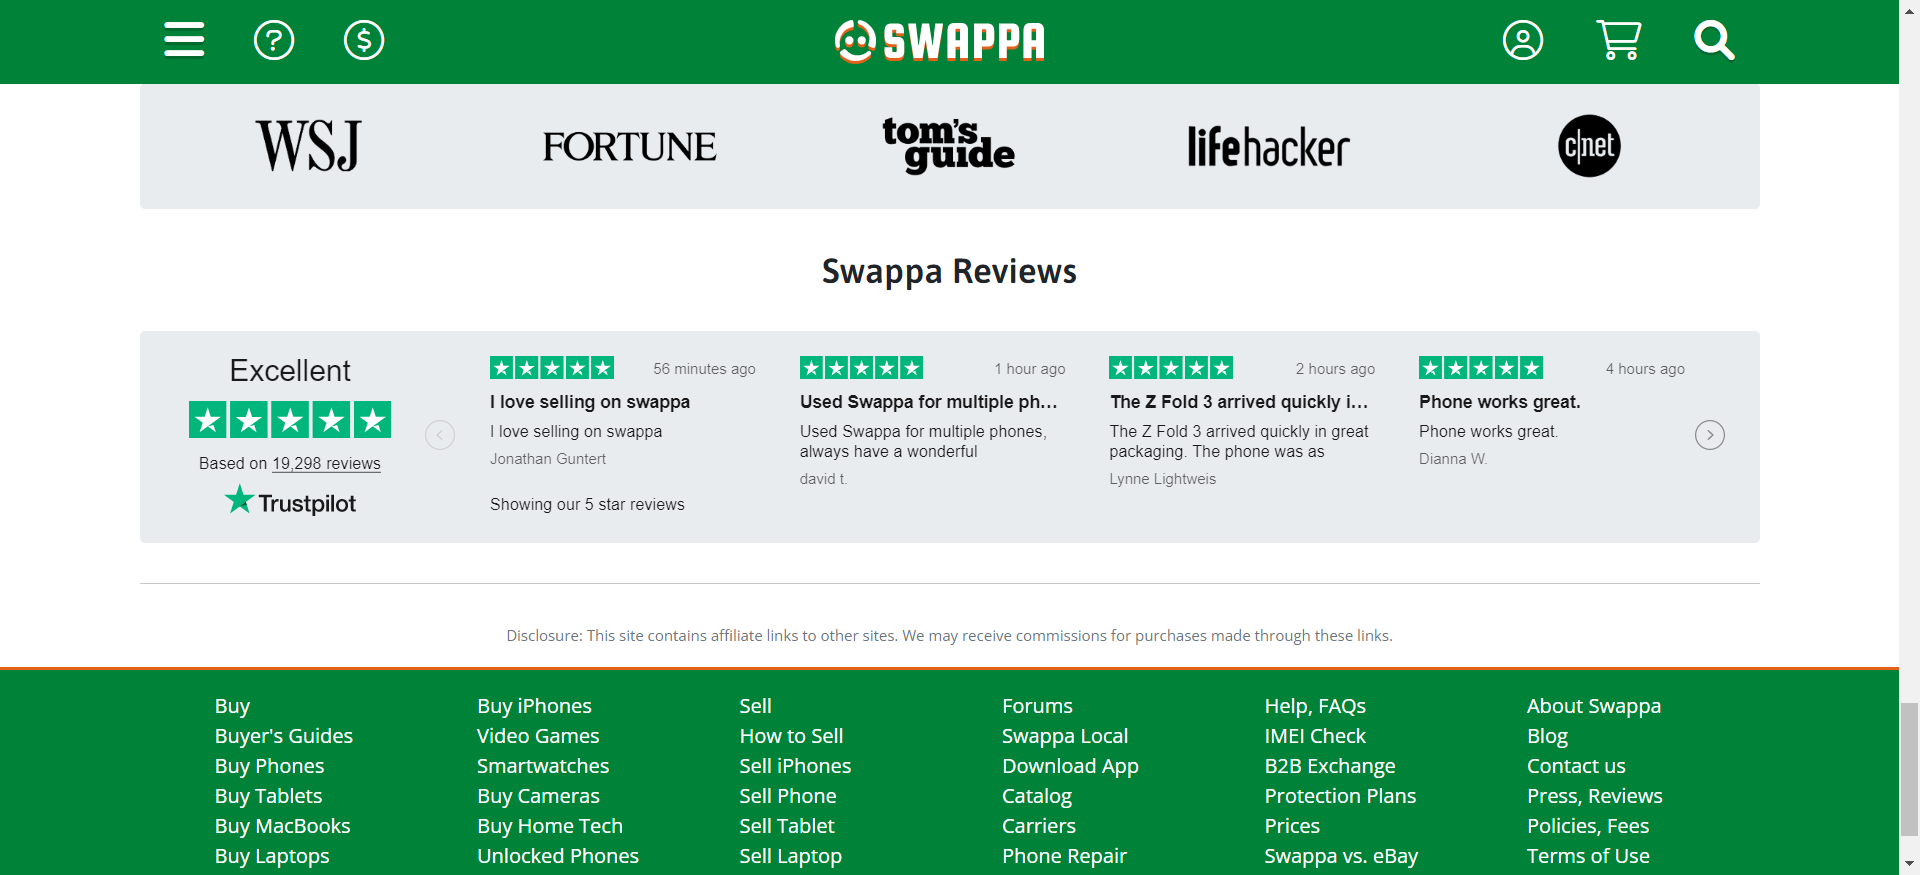 SWAPPA
WSJ
FORTUNE
tom's guide
lifehacker
c|net
Swappa Reviews
Excellent
Based on 19,298 reviews
Trustpilot
56 minutes ago
I love selling on swappa
I love selling on swappa
Jonathan Guntert
Showing our 5 star reviews
1 hour ago
Used Swappa for multiple ph...
Used Swappa for multiple phones,
always have a wonderful
david t.
2 hours ago
The Z Fold 3 arrived quickly i...
The Z Fold 3 arrived quickly in great
packaging. The phone was as
Lynne Lightweis
4 hours ago
Phone works great.
Phone works great.
Dianna W.
Disclosure: This site contains affiliate links to other sites. We may receive commissions for purchases made through these links.
Buy
Buyer's Guides
Buy Phones
Buy Tablets
Buy MacBooks
Buy Laptops
Buy iPhones
Video Games
Smartwatches
Buy Cameras
Buy Home Tech
Unlocked Phones
Sell
How to Sell
Sell iPhones
Sell Phone
Sell Tablet
Sell Laptop
Forums
Swappa Local
Download App
Catalog
Carriers
Phone Repair
Help, FAQs
IMEI Check
B2B Exchange
Protection Plans
Prices
Swappa vs. eBay
About Swappa
Blog
Contact us
Press, Reviews
Policies, Fees
Terms of Use